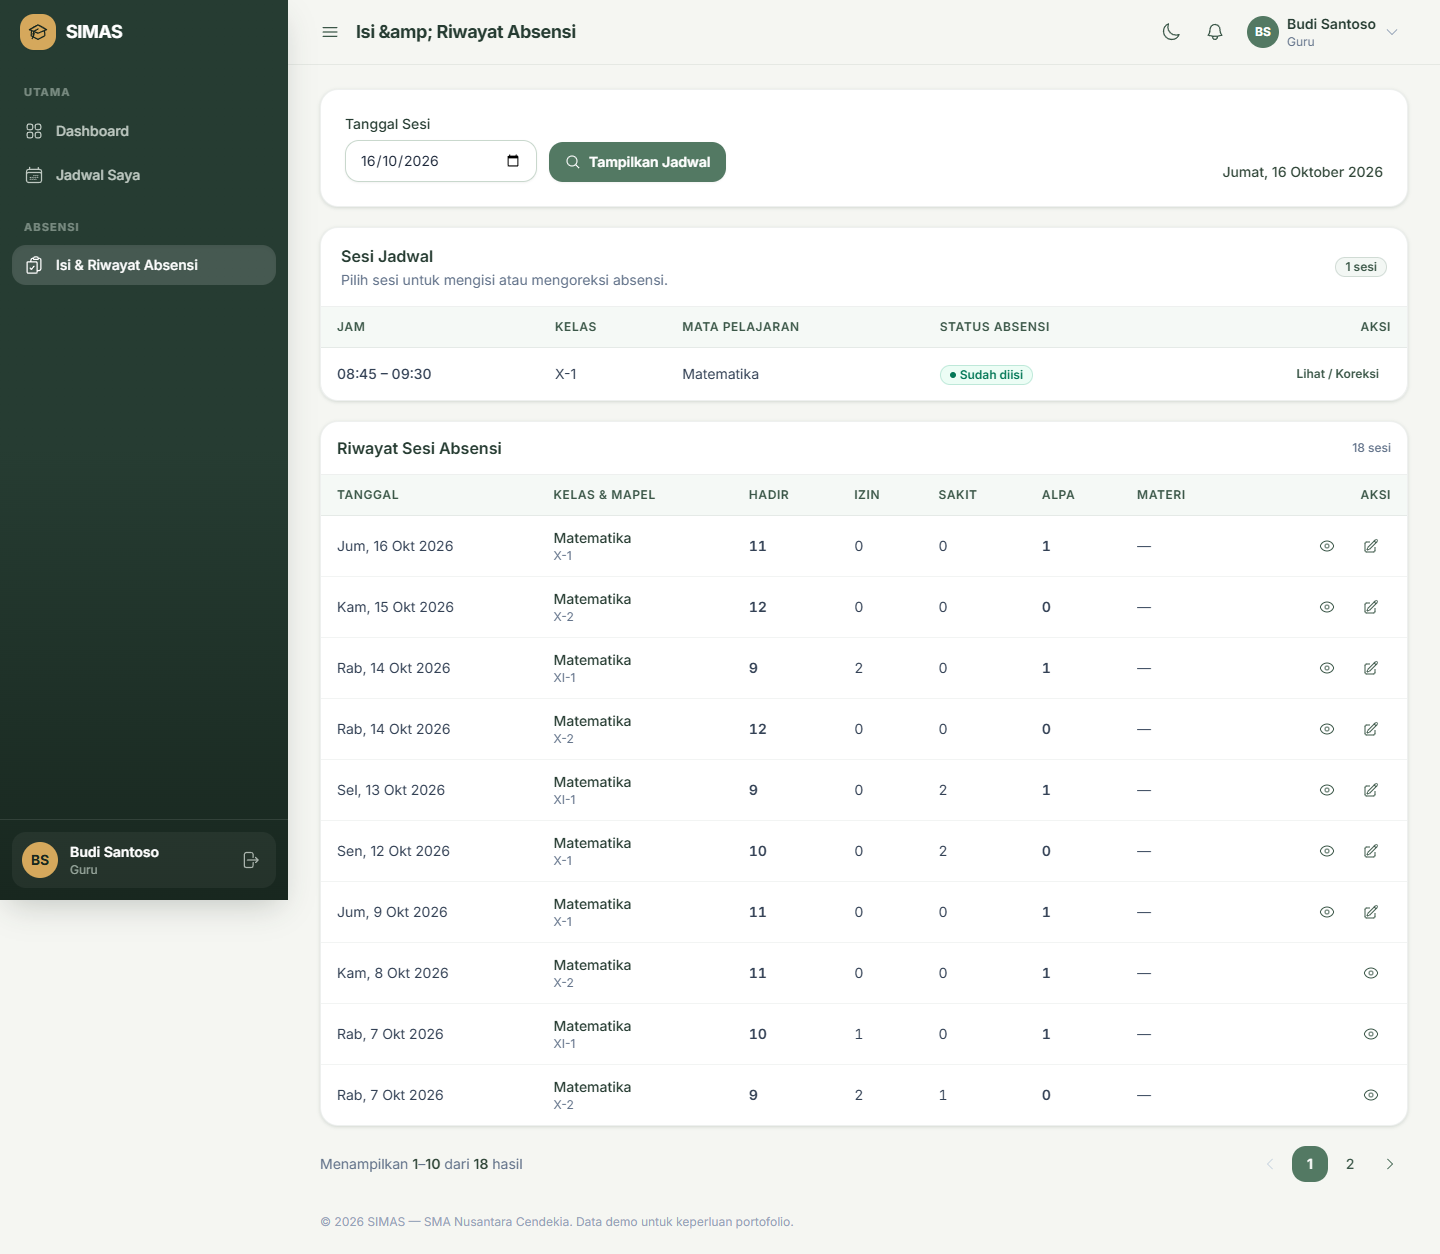 SIMAS
UTAMA
Dashboard
Jadwal Saya
ABSENSI
Isi & Riwayat Absensi
BS
Budi Santoso
Guru
Isi &amp; Riwayat Absensi
BS
Budi Santoso
Guru
Tanggal Sesi
16/10/2026
Tampilkan Jadwal
Jumat, 16 Oktober 2026
Sesi Jadwal
Pilih sesi untuk mengisi atau mengoreksi absensi.
1 sesi
JAM KELAS MATA PELAJARAN STATUS ABSENSI AKSI
08:45 – 09:30 X-1 Matematika Sudah diisi Lihat / Koreksi
Riwayat Sesi Absensi 18 sesi
TANGGAL KELAS & MAPEL HADIR IZIN SAKIT ALPA MATERI AKSI
Jum, 16 Okt 2026 Matematika 11 0 0 1 —
X-1
Kam, 15 Okt 2026 Matematika 12 0 0 0 —
X-2
Rab, 14 Okt 2026 Matematika 9 2 0 1 —
XI-1
Rab, 14 Okt 2026 Matematika 12 0 0 0 —
X-2
Sel, 13 Okt 2026 Matematika 9 0 2 1 —
XI-1
Sen, 12 Okt 2026 Matematika 10 0 2 0 —
X-1
Jum, 9 Okt 2026 Matematika 11 0 0 1 —
X-1
Kam, 8 Okt 2026 Matematika 11 0 0 1 —
X-2
Rab, 7 Okt 2026 Matematika 10 1 0 1 —
XI-1
Rab, 7 Okt 2026 Matematika 9 2 1 0 —
X-2
Menampilkan 1–10 dari 18 hasil
1 2
© 2026 SIMAS — SMA Nusantara Cendekia. Data demo untuk keperluan portofolio.